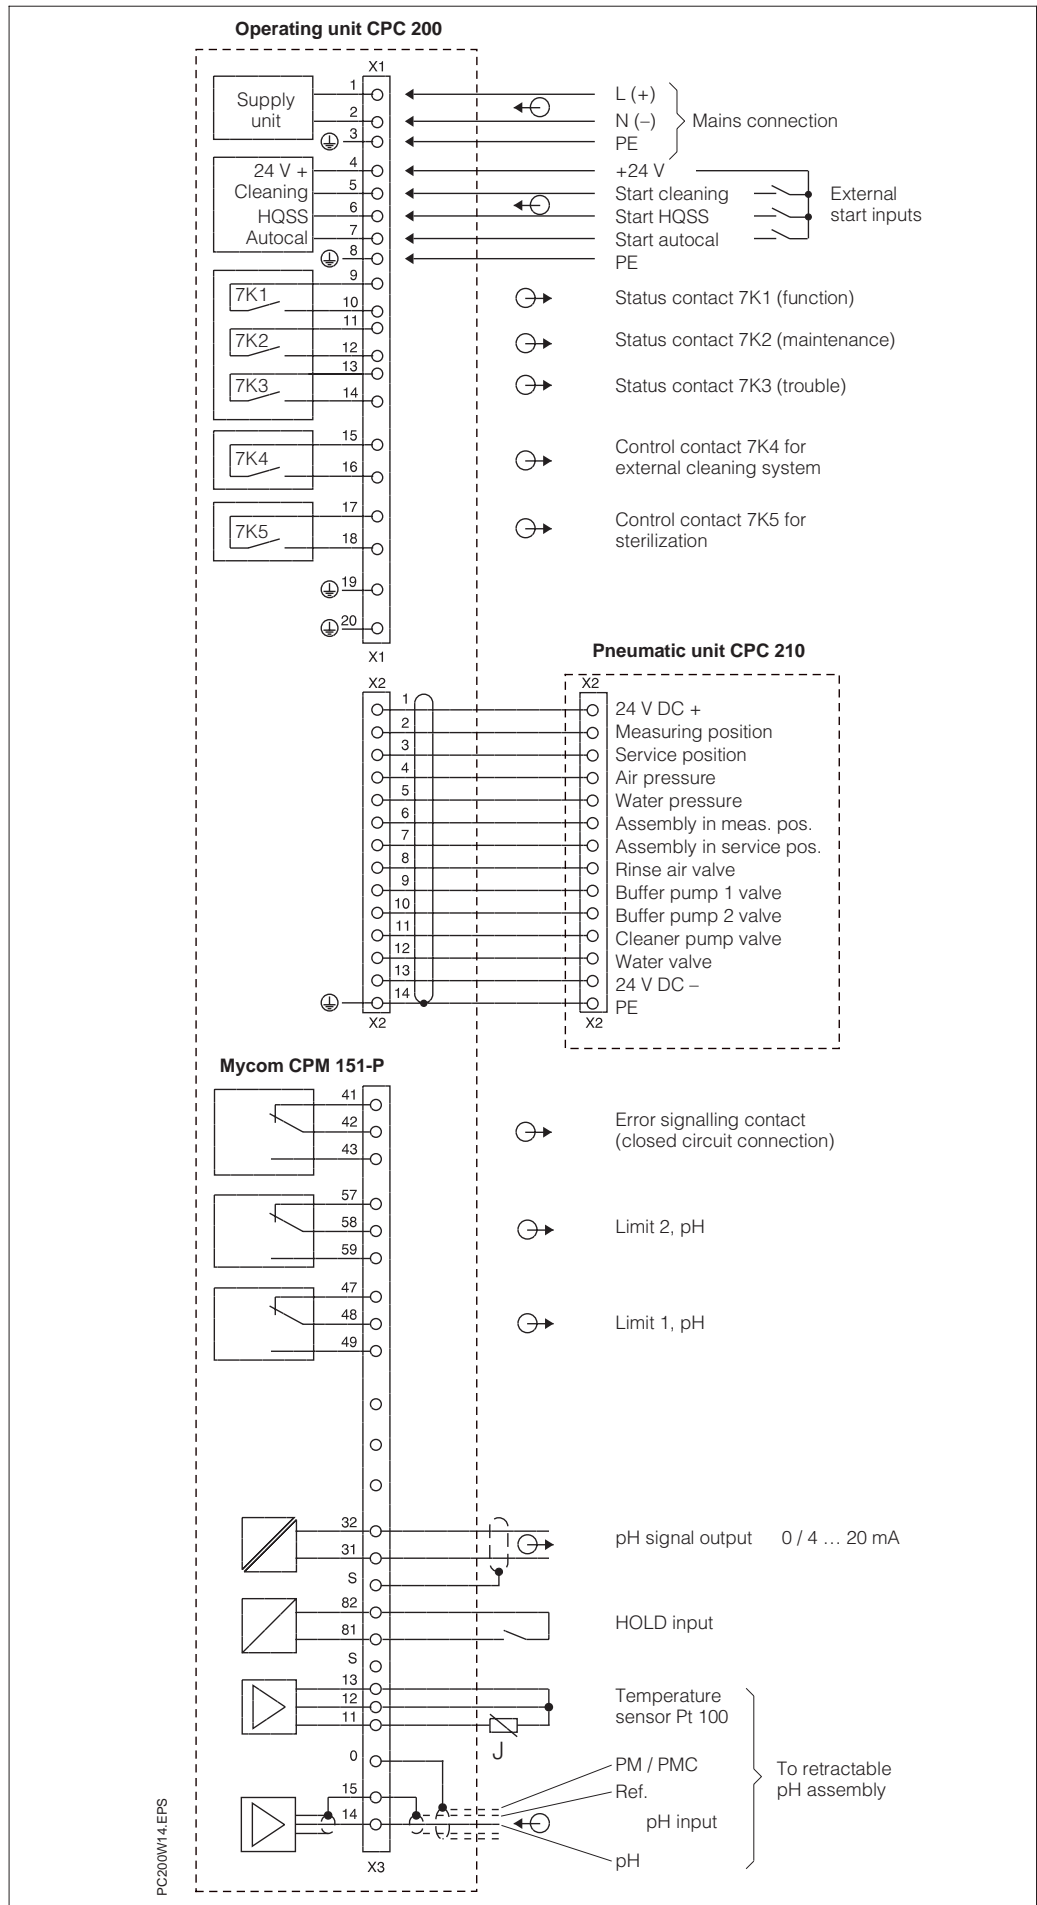 Operating unit CPC 200
X1
Supply unit
1
2
3
L (+)
N (–)
PE
Mains connection
24 V +
Cleaning
HQSS
Autocal
4
5
6
7
8
+24 V
Start cleaning
Start HQSS
Start autocal
PE
External
start inputs
7K1
9
10
Status contact 7K1 (function)
7K2
11
12
Status contact 7K2 (maintenance)
7K3
13
14
Status contact 7K3 (trouble)
7K4
15
16
Control contact 7K4 for
external cleaning system
7K5
17
18
Control contact 7K5 for
sterilization
19
20
X1
Pneumatic unit CPC 210
X2
X2
1
24 V DC +
2
Measuring position
3
Service position
4
Air pressure
5
Water pressure
6
Assembly in meas. pos.
7
Assembly in service pos.
8
Rinse air valve
9
Buffer pump 1 valve
10
Buffer pump 2 valve
11
Cleaner pump valve
12
Water valve
13
24 V DC –
14
PE
X2
X2
Mycom CPM 151-P
41
42
43
Error signalling contact
(closed circuit connection)
57
58
59
Limit 2, pH
47
48
49
Limit 1, pH
32
31
S
pH signal output 0 / 4 … 20 mA
82
81
S
HOLD input
13
12
11
Temperature
sensor Pt 100
J
0
15
14
PM / PMC
Ref.
pH input
pH
To retractable
pH assembly
X3
PC200W14.EPS